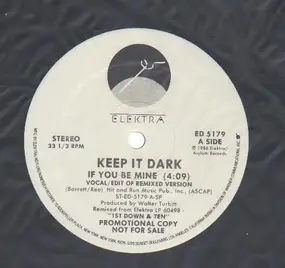 ELEKTRA
STEREO
33 1/3 RPM
ED 5179
A SIDE
℗ 1986 Elektra/
Asylum Records
KEEP IT DARK
IF YOU BE MINE (4:09)
VOCAL/EDIT OF REMIXED VERSION
(Barrett/Rae) Hit and Run Music Pub., Inc., (ASCAP)
ST-ED-5179-A-SP
Produced by Walter Turbitt
Remixed from Elektra LP 60498
"1ST DOWN & TEN"
PROMOTIONAL COPY
NOT FOR SALE